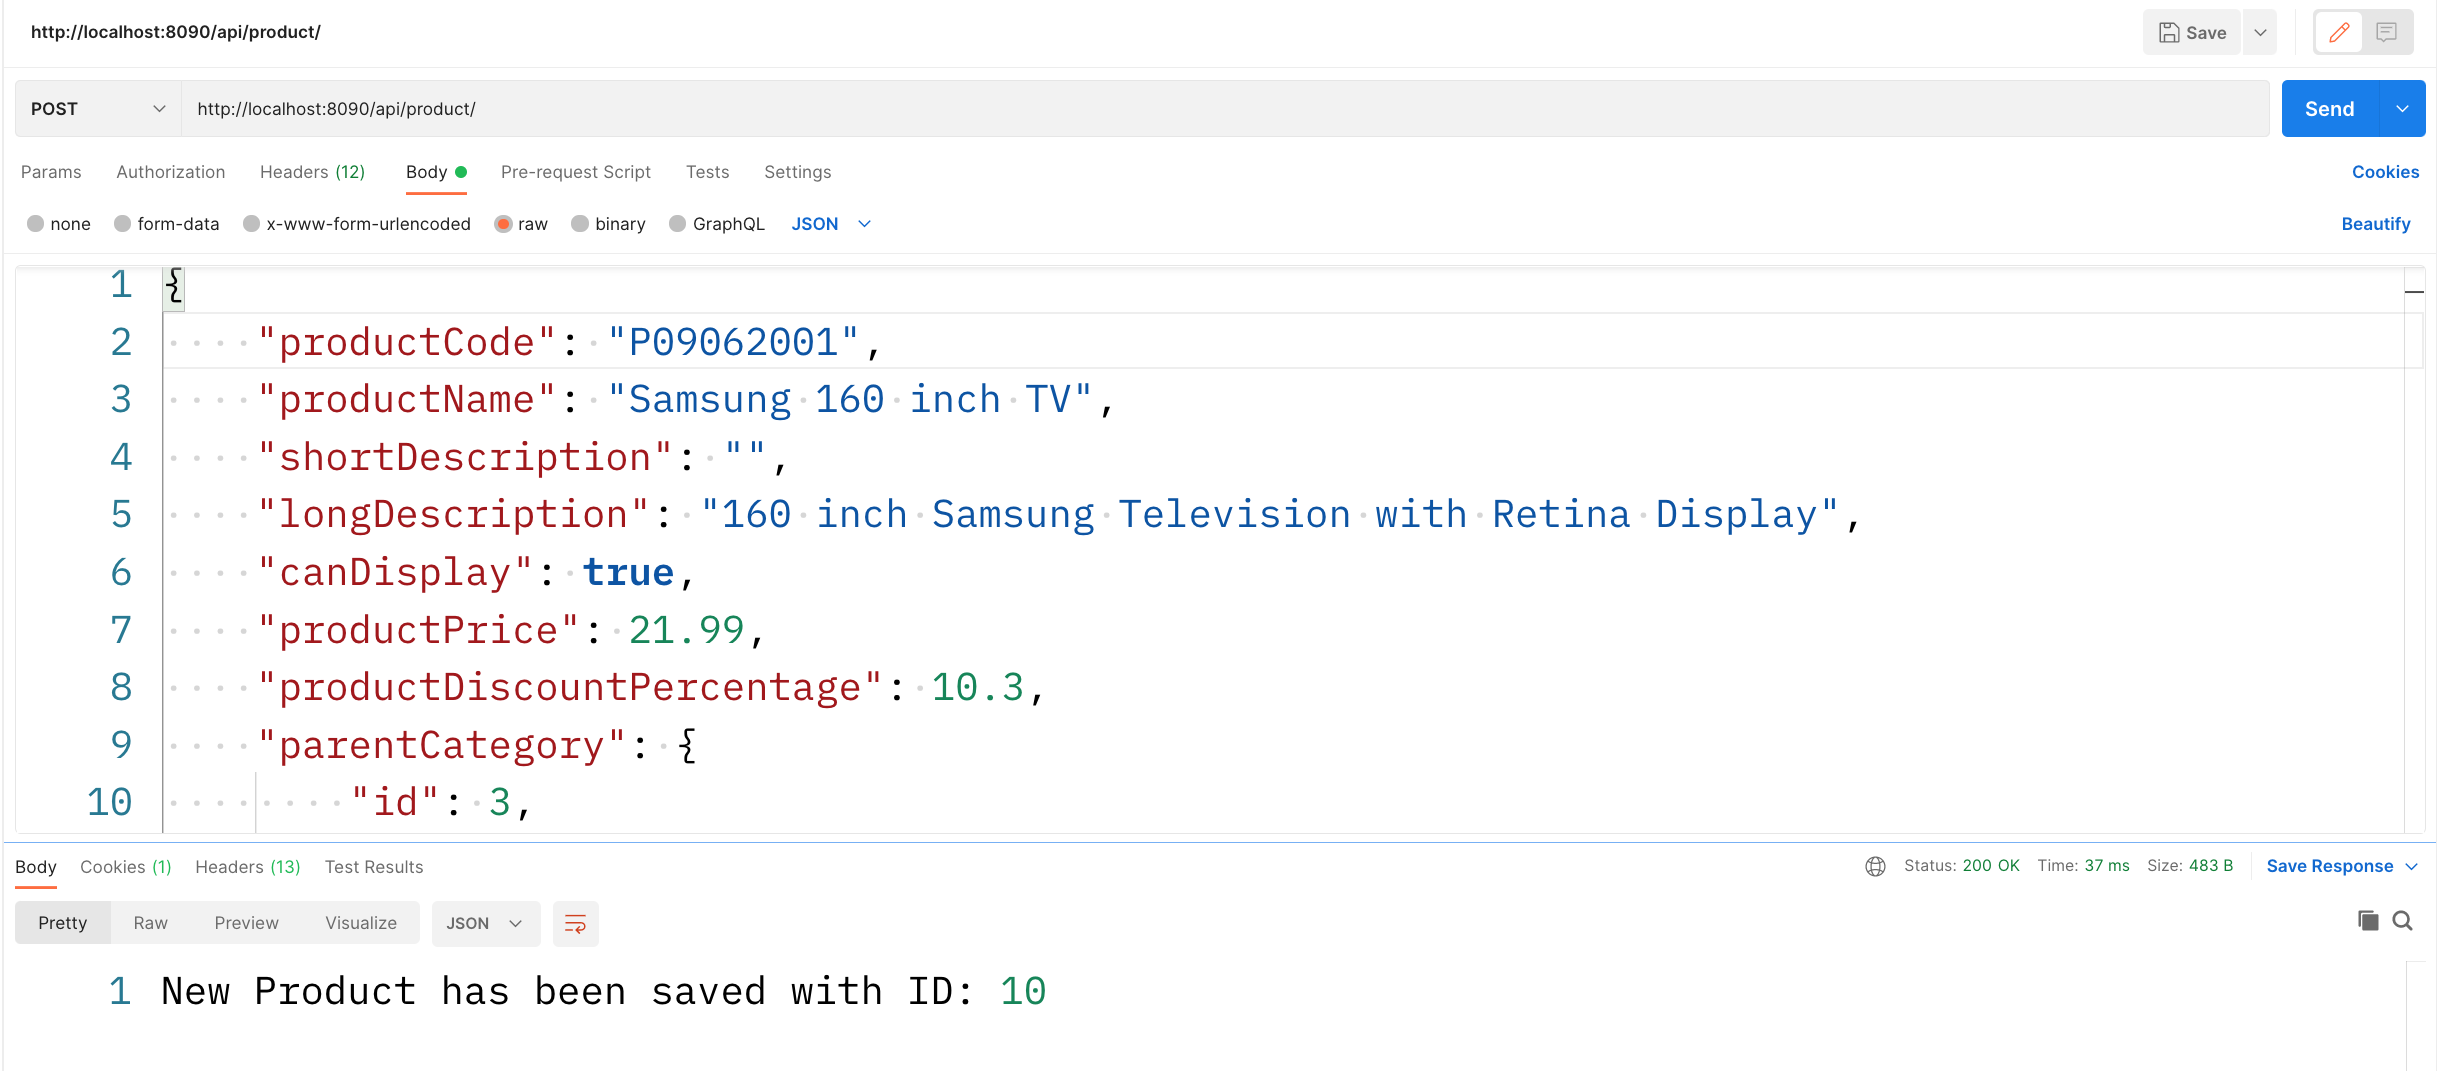 http://localhost:8090/api/product/
Save
POST http://localhost:8090/api/product/ Send
Params Authorization Headers (12) Body Pre-request Script Tests Settings Cookies
none form-data x-www-form-urlencoded raw binary GraphQL JSON Beautify
1 {
2 "productCode": "P09062001",
3 "productName": "Samsung 160 inch TV",
4 "shortDescription": "",
5 "longDescription": "160 inch Samsung Television with Retina Display",
6 "canDisplay": true,
7 "productPrice": 21.99,
8 "productDiscountPercentage": 10.3,
9 "parentCategory": {
10 "id": 3,
Body Cookies (1) Headers (13) Test Results Status: 200 OK Time: 37 ms Size: 483 B Save Response
Pretty Raw Preview Visualize JSON
1 New Product has been saved with ID: 10